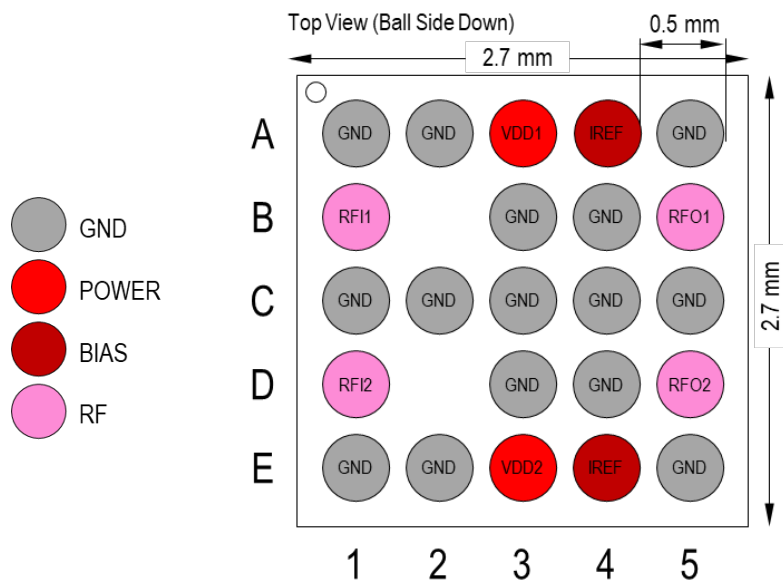 Top View (Ball Side Down)
0.5 mm
2.7 mm
A GND GND VDD1 IREF GND
B RFI1 GND GND RFO1
C GND GND GND GND GND
D RFI2 GND GND RFO2
E GND GND VDD2 IREF GND
1 2 3 4 5
2.7 mm
GND
POWER
BIAS
RF